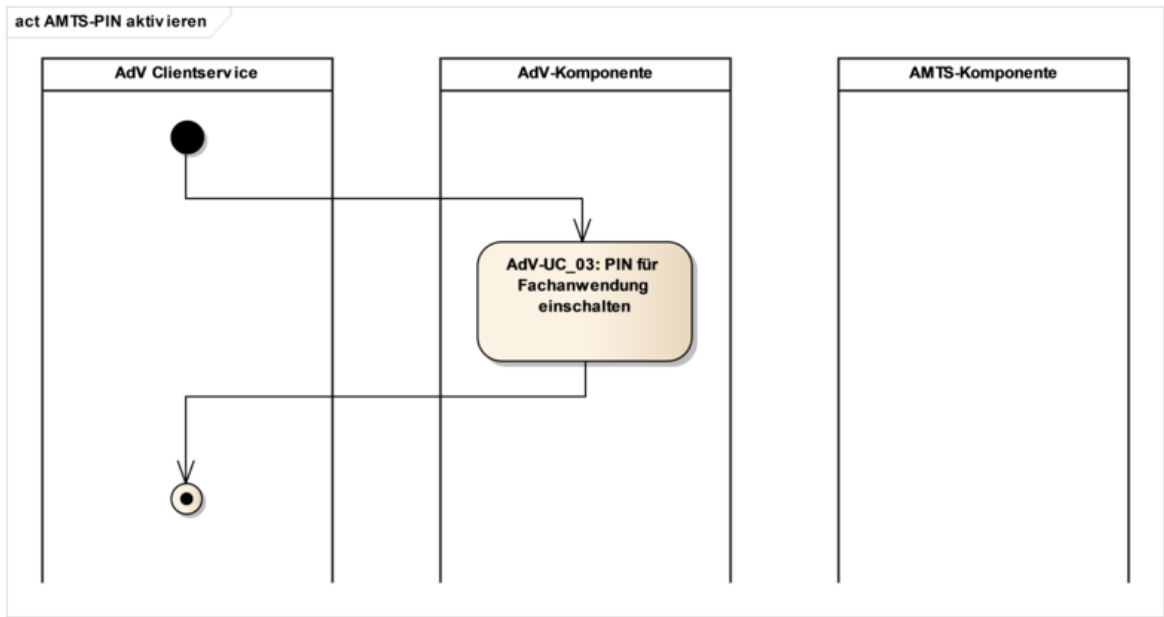 act AMTS-PIN aktivieren
AdV Clientservice
AdV-Komponente
AMTS-Komponente
AdV-UC_03: PIN für
Fachanwendung
einschalten